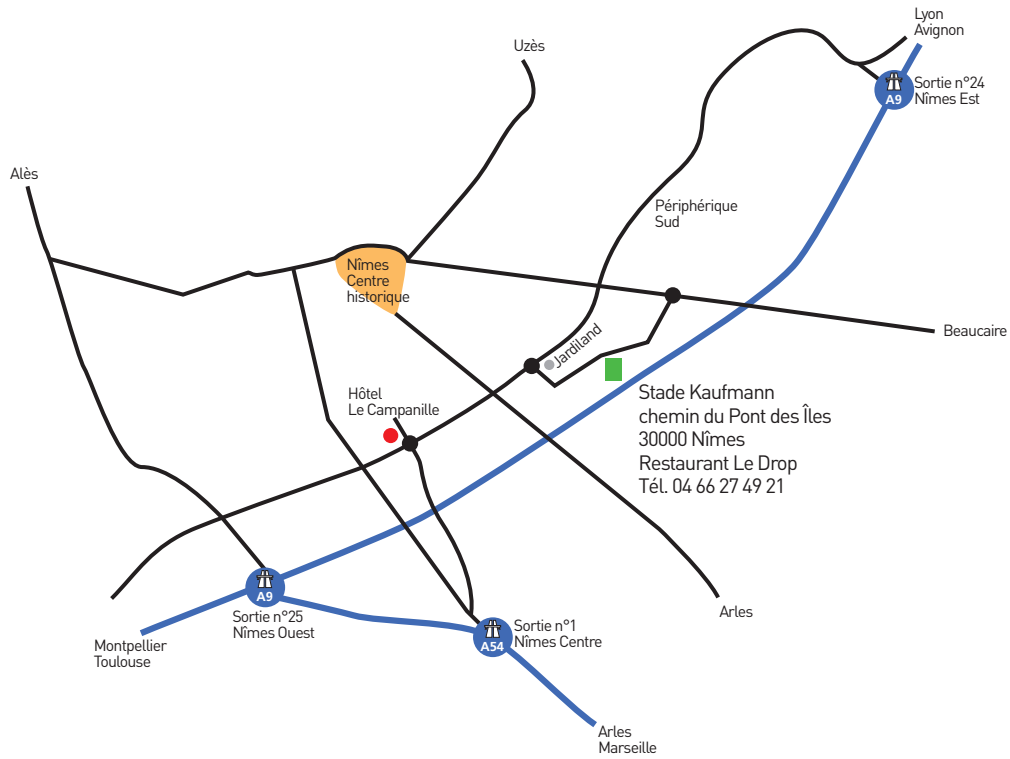 Lyon
Avignon
Uzès
A9
Sortie n°24
Nîmes Est
Alès
Périphérique
Sud
Nîmes
Centre
historique
Beaucaire
Jardiland
Hôtel
Le Campanille
Stade Kaufmann
chemin du Pont des Îles
30000 Nîmes
Restaurant Le Drop
Tél. 04 66 27 49 21
A9
Sortie n°25
Nîmes Ouest
Arles
Sortie n°1
Nîmes Centre
A54
Montpellier
Toulouse
Arles
Marseille